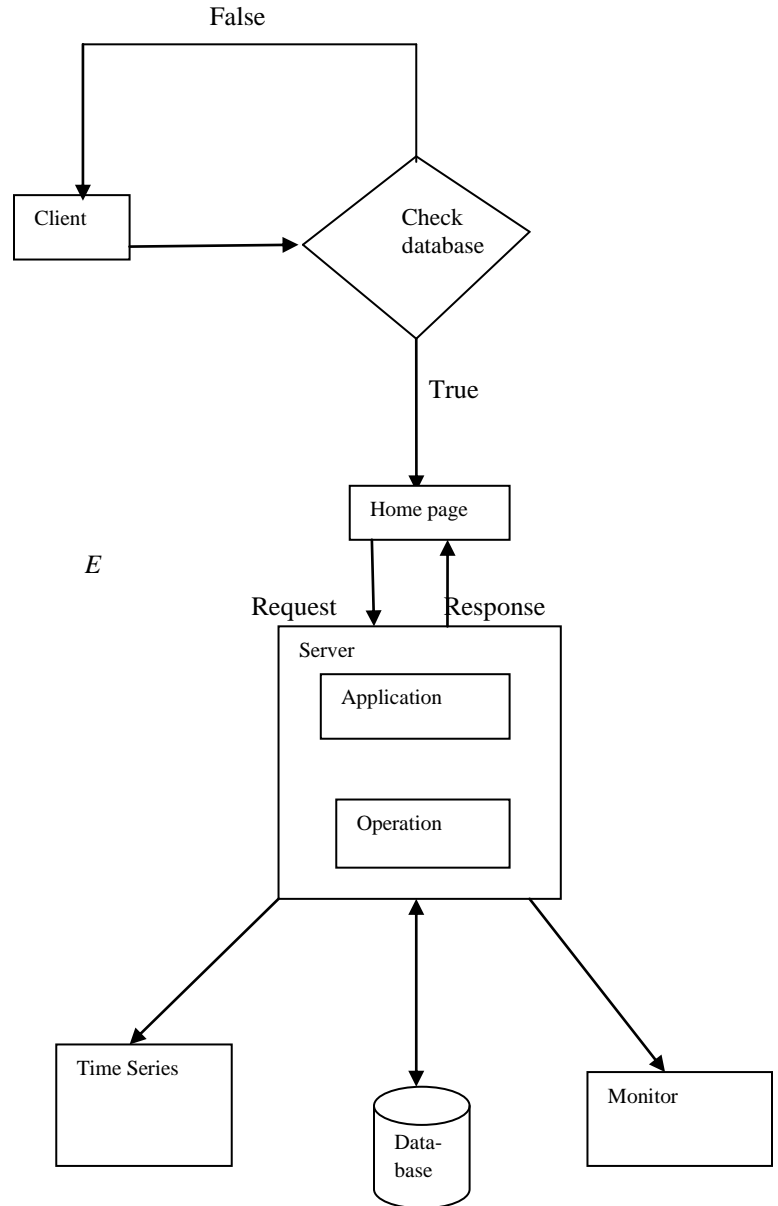 False
Client
Check
database
True
Home page
E
Request
Response
Server
Application
Operation
Time Series
Data-
base
Monitor